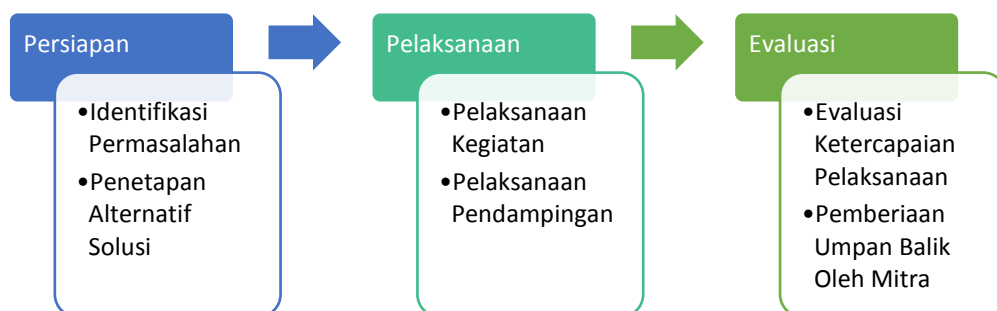 Persiapan
•Identifikasi
Permasalahan
•Penetapan
Alternatif
Solusi
Pelaksanaan
•Pelaksanaan
Kegiatan
•Pelaksanaan
Pendampingan
Evaluasi
•Evaluasi
Ketercapaian
Pelaksanaan
•Pemberiaan
Umpan Balik
Oleh Mitra